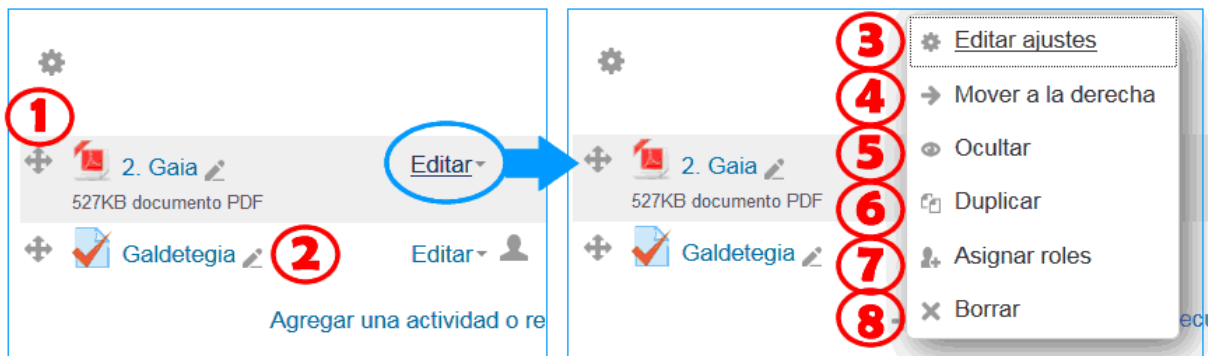 1
2. Gaia
Editar
527KB documento PDF
Galdetegia
2
Editar
Agregar una actividad o re
2. Gaia
527KB documento PDF
Galdetegia
3 Editar ajustes
4 Mover a la derecha
5 Ocultar
6 Duplicar
7 Asignar roles
8 Borrar
ecu